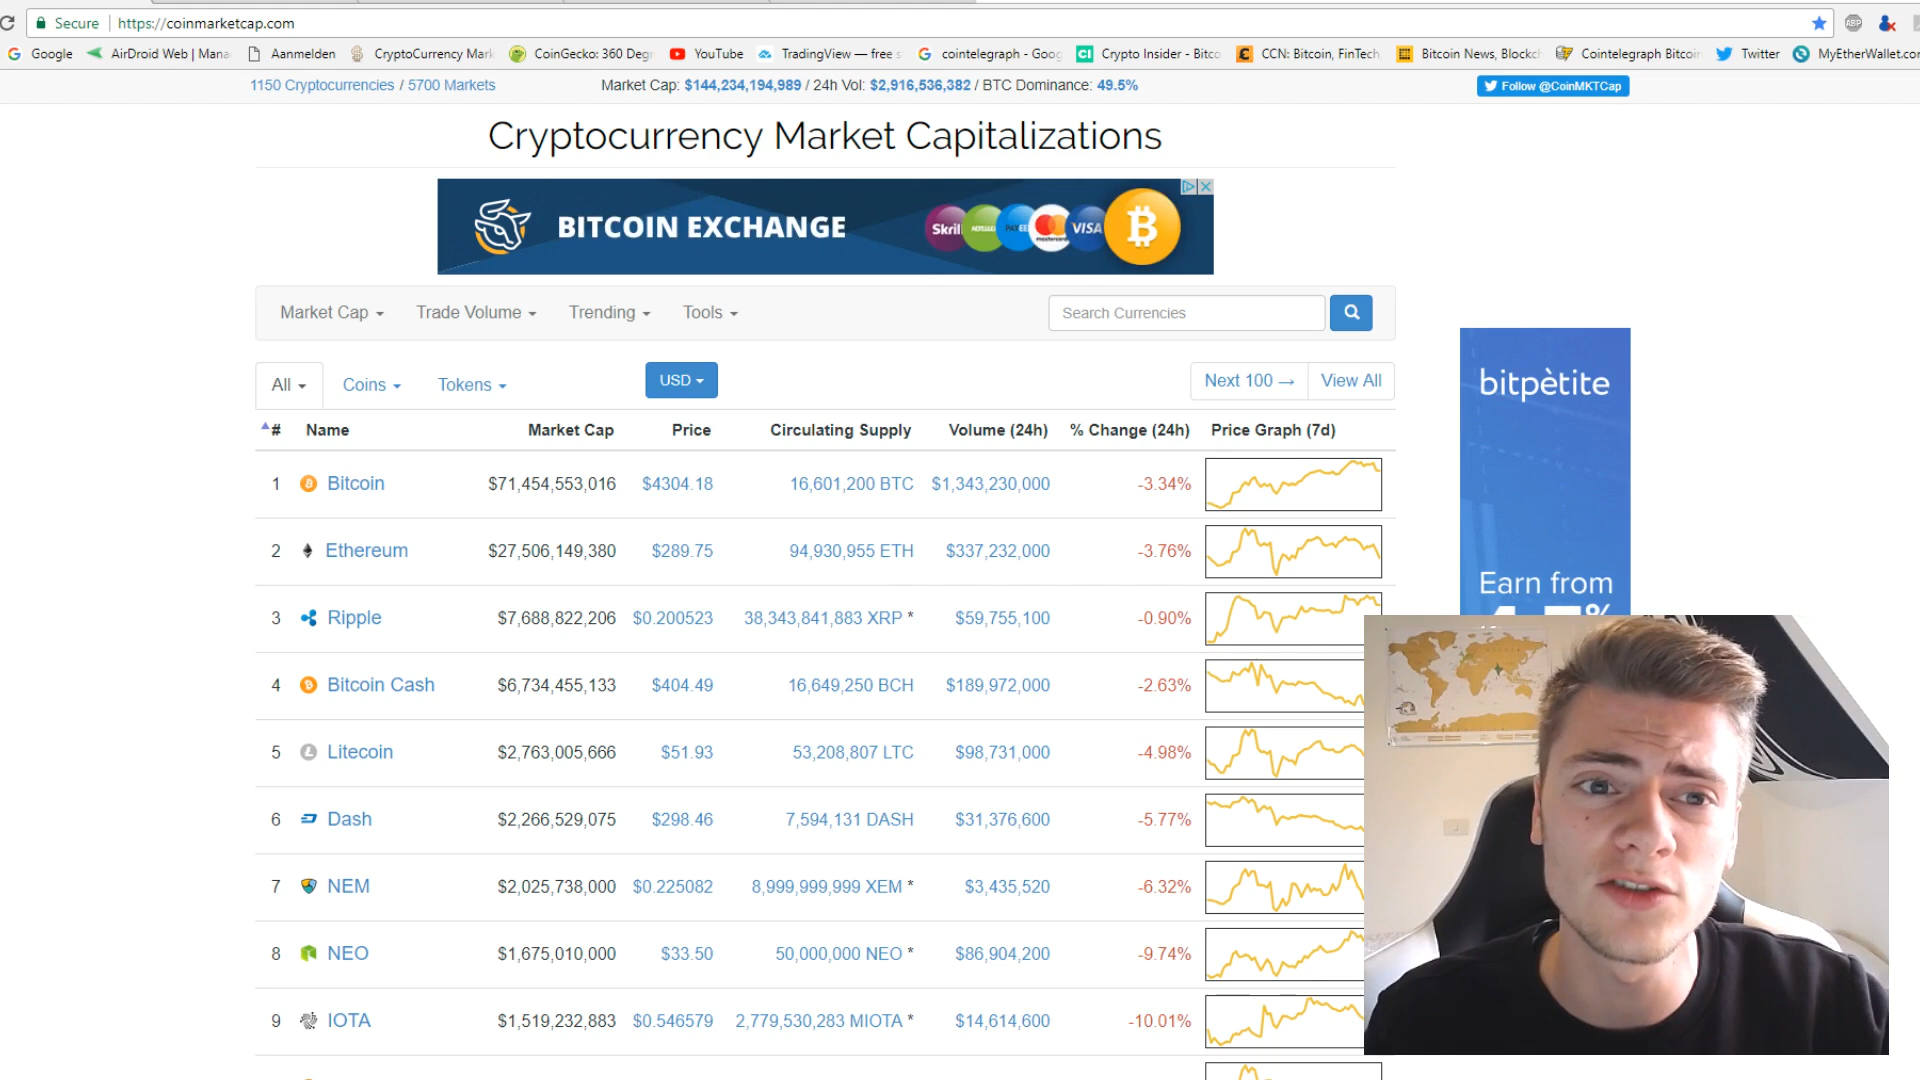 Secure https://coinmarketcap.com
ABP
Google AirDroid Web | Mana Anmelden CryptoCurrency Mark CoinGecko: 360 Deg YouTube TradingView — free s cointelegraph - Goog Crypto Insider - Bitco CCN: Bitcoin, FinTech, Bitcoin News, Blockch Cointelegraph Bitcoin Twitter MyEtherWallet.co
1150 Cryptocurrencies / 5700 Markets Market Cap: $144,234,194,989 / 24h Vol: $2,916,536,382 / BTC Dominance: 49.5% Follow @CoinMKTCap
Cryptocurrency Market Capitalizations
BITCOIN EXCHANGE Skrill VISA
Market Cap Trade Volume Trending Tools Search Currencies
All Coins Tokens USD Next 100 → View All
bitpètite
# Name Market Cap Price Circulating Supply Volume (24h) % Change (24h) Price Graph (7d)
1 Bitcoin $71,454,553,016 $4304.18 16,601,200 BTC $1,343,230,000 -3.34%
2 Ethereum $27,506,149,380 $289.75 94,930,955 ETH $337,232,000 -3.76%
Earn from
3 Ripple $7,688,822,206 $0.200523 38,343,841,883 XRP * $59,755,100 -0.90%
4 Bitcoin Cash $6,734,455,133 $404.49 16,649,250 BCH $189,972,000 -2.63%
5 Litecoin $2,763,005,666 $51.93 53,208,807 LTC $98,731,000 -4.98%
6 Dash $2,266,529,075 $298.46 7,594,131 DASH $31,376,600 -5.77%
7 NEM $2,025,738,000 $0.225082 8,999,999,999 XEM * $3,435,520 -6.32%
8 NEO $1,675,010,000 $33.50 50,000,000 NEO * $86,904,200 -9.74%
9 IOTA $1,519,232,883 $0.546579 2,779,530,283 MIOTA * $14,614,600 -10.01%